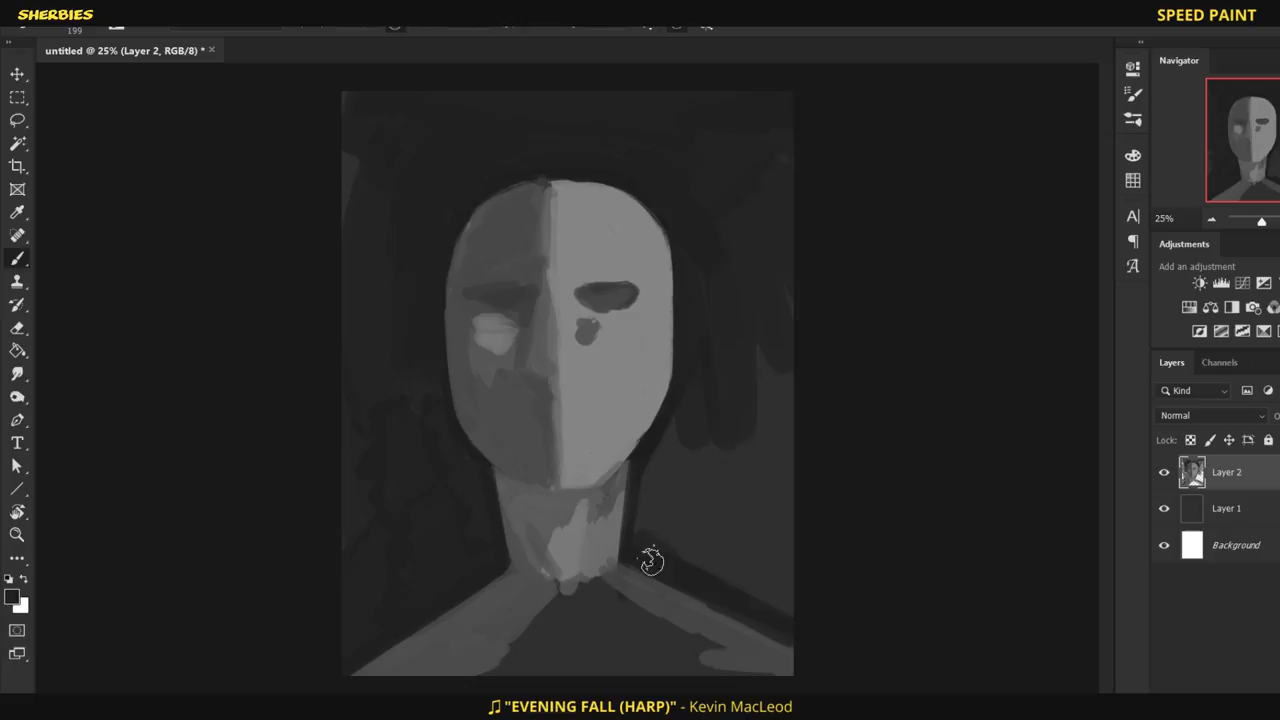 SHERBIES
SPEED PAINT
199
untitled @ 25% (Layer 2, RGB/8) *
Navigator
25%
Adjustments
Add an adjustment
Layers
Channels
Kind
Normal
Lock:
Layer 2
Layer 1
Background
"EVENING FALL (HARP)" - Kevin MacLeod